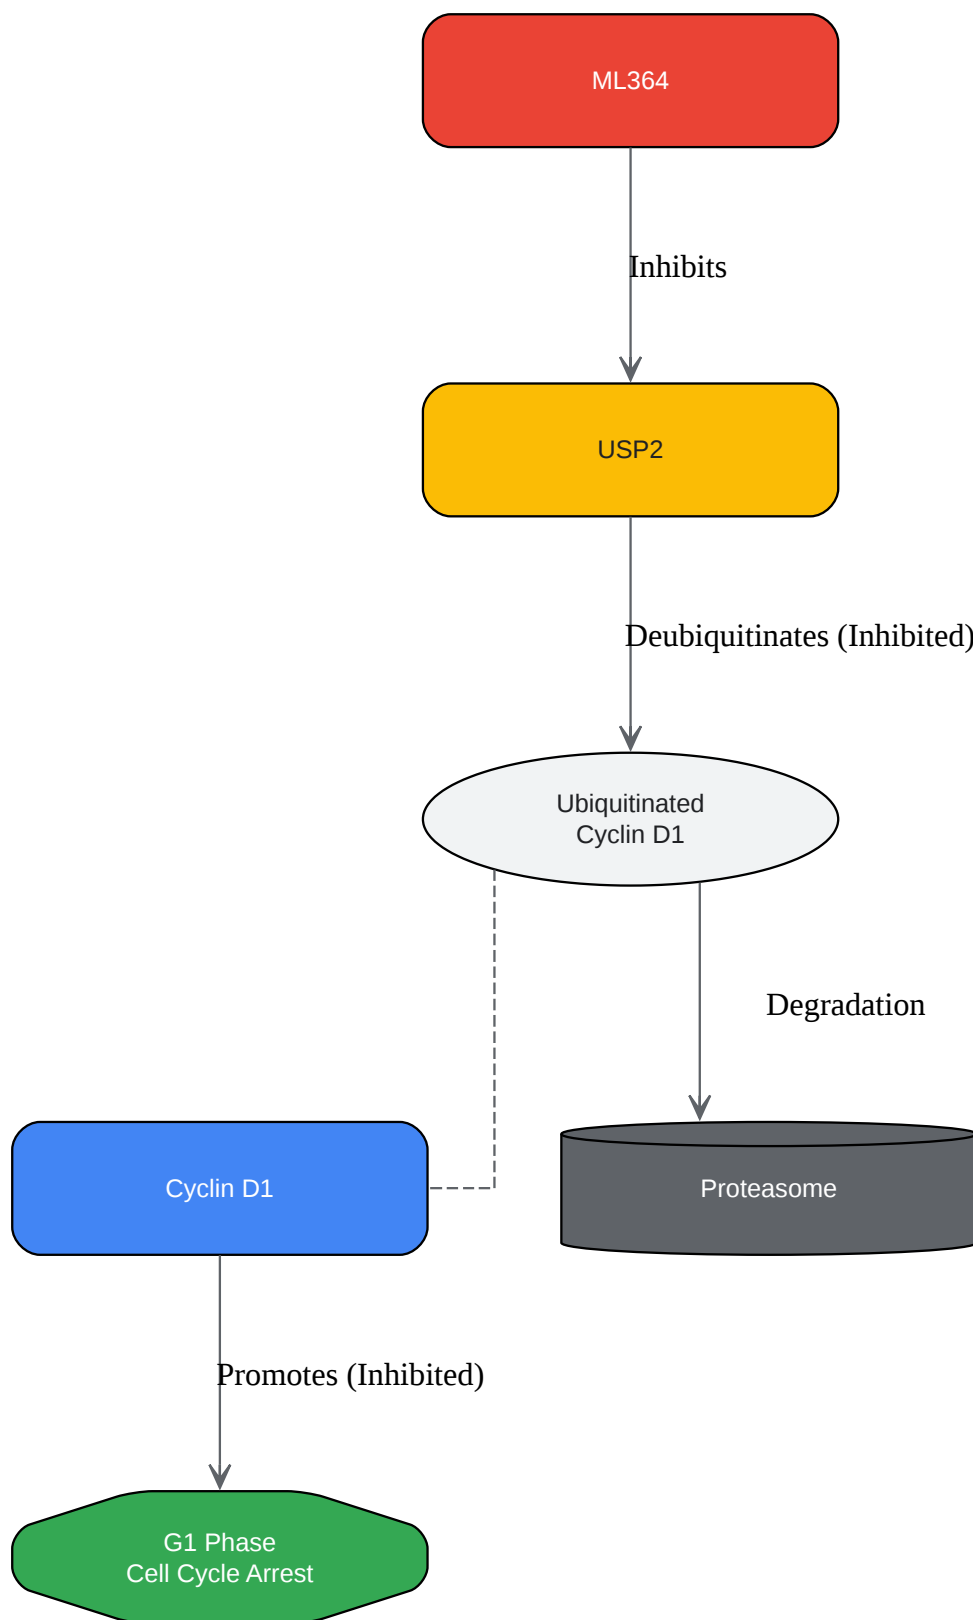 ML364
Inhibits
USP2
Deubiquitinates (Inhibited)
Ubiquitinated
Cyclin D1
Degradation
Cyclin D1
Proteasome
Promotes (Inhibited)
G1 Phase
Cell Cycle Arrest